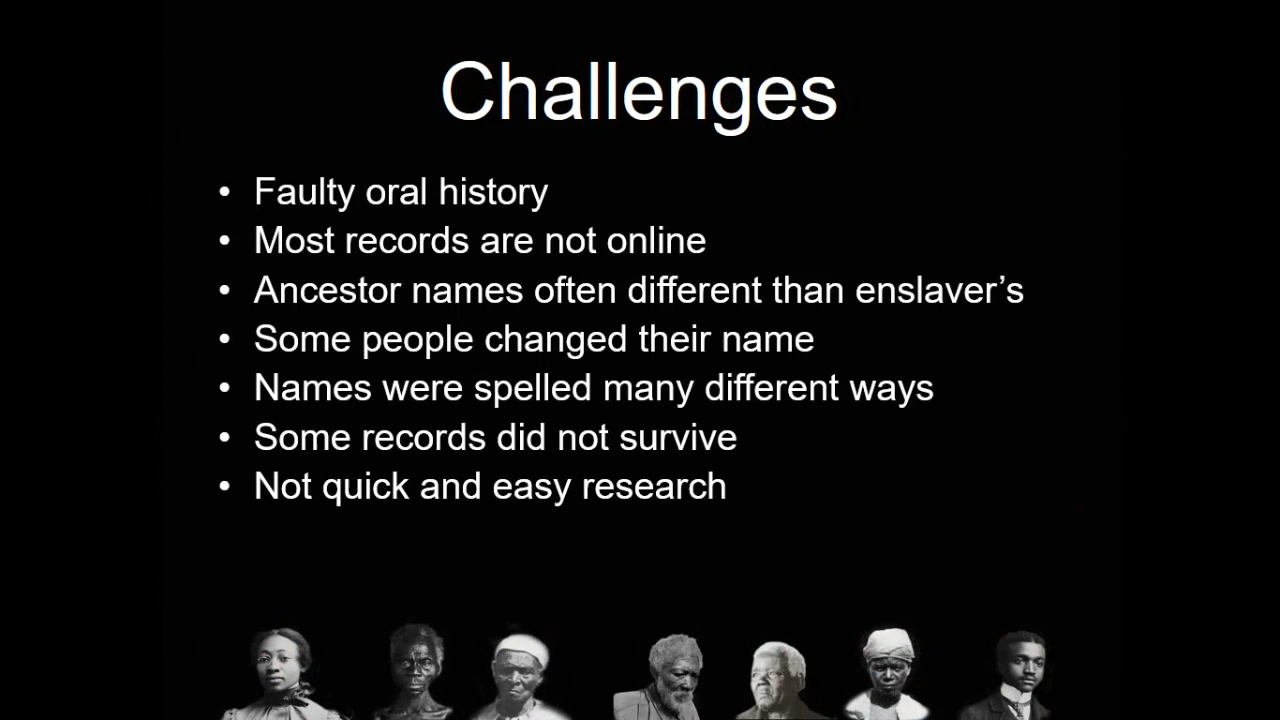 Challenges
• Faulty oral history
• Most records are not online
• Ancestor names often different than enslaver’s
• Some people changed their name
• Names were spelled many different ways
• Some records did not survive
• Not quick and easy research